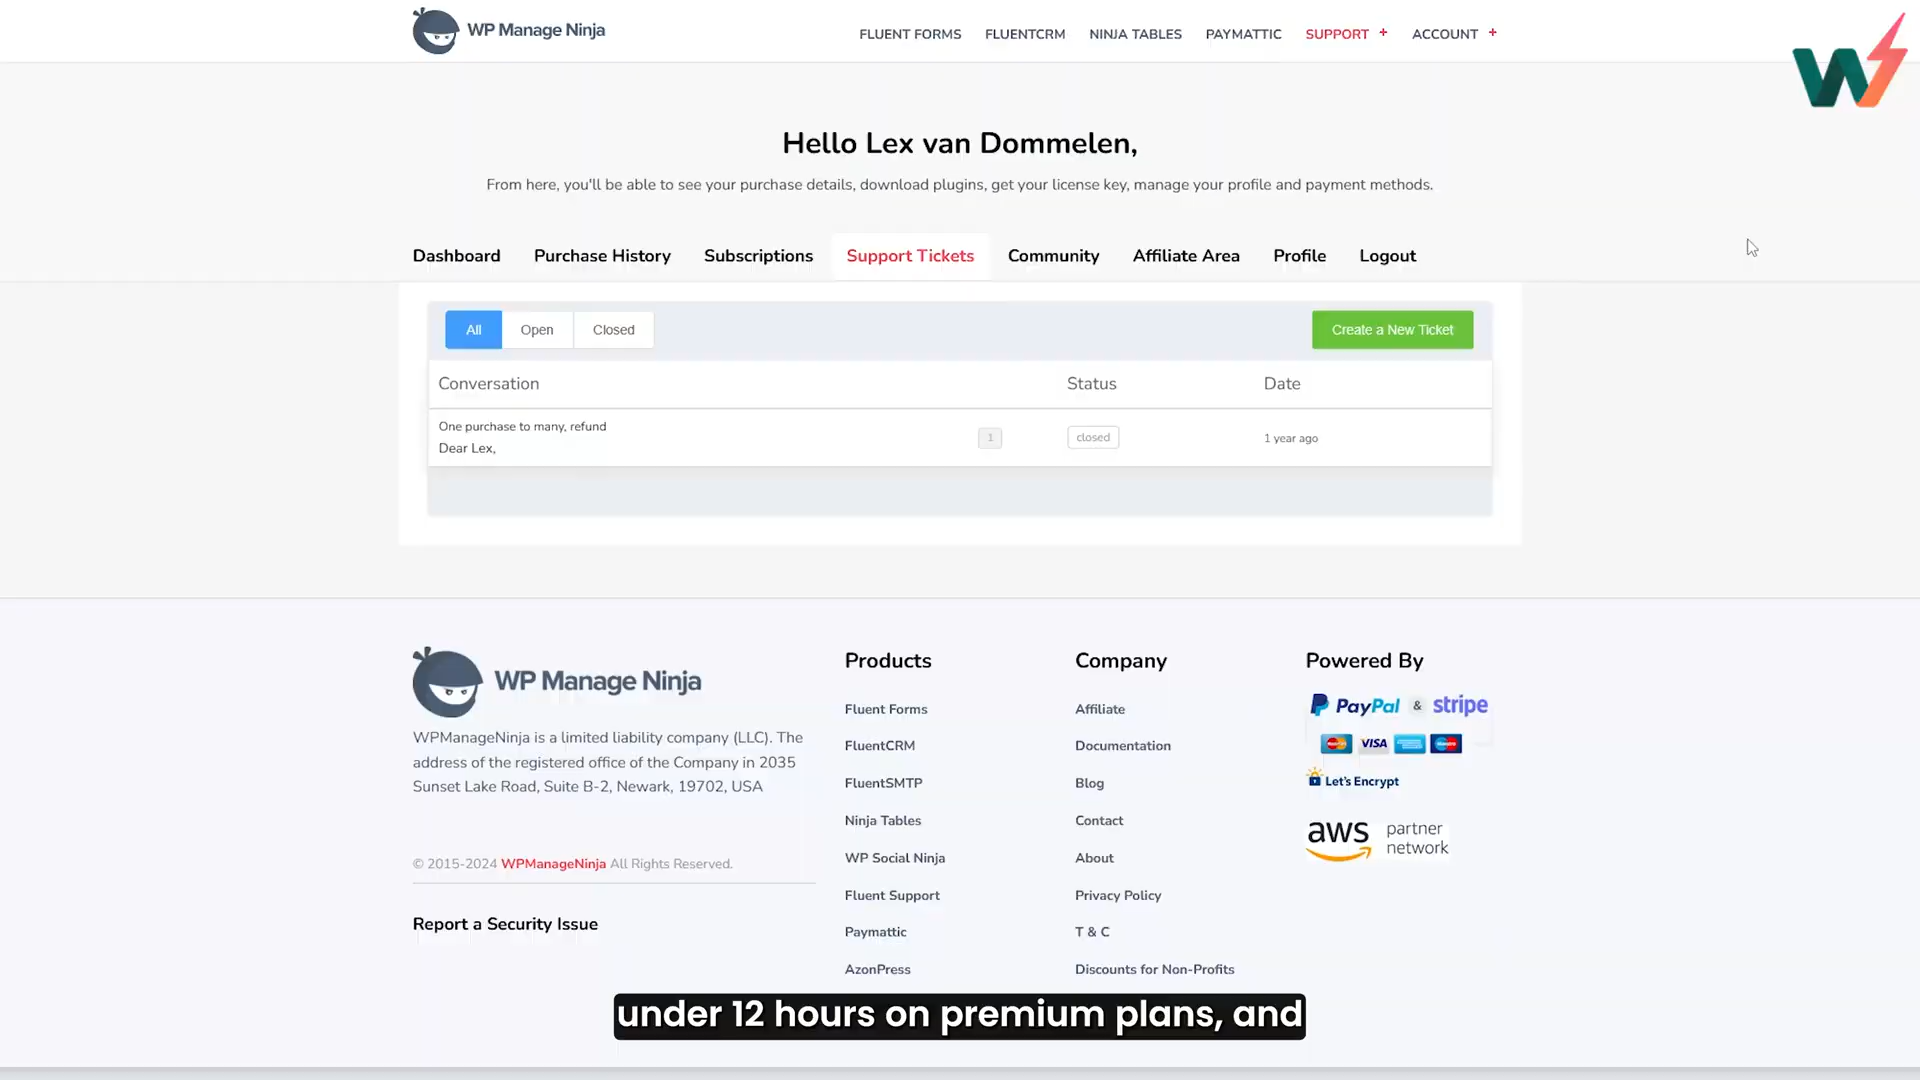 WP Manage Ninja
FLUENT FORMS FLUENTCRM NINJA TABLES PAYMATTIC SUPPORT + ACCOUNT +
Hello Lex van Dommelen,
From here, you'll be able to see your purchase details, download plugins, get your license key, manage your profile and payment methods.
Dashboard Purchase History Subscriptions Support Tickets Community Affiliate Area Profile Logout
All Open Closed Create a New Ticket
Conversation Status Date
One purchase to many, refund
Dear Lex,
1 closed 1 year ago
WP Manage Ninja
WPManageNinja is a limited liability company (LLC). The
address of the registered office of the Company in 2035
Sunset Lake Road, Suite B-2, Newark, 19702, USA
© 2015-2024 WPManageNinja All Rights Reserved.
Report a Security Issue
Products
Fluent Forms
FluentCRM
FluentSMTP
Ninja Tables
WP Social Ninja
Fluent Support
Paymattic
AzonPress
Company
Affiliate
Documentation
Blog
Contact
About
Privacy Policy
T & C
Discounts for Non-Profits
Powered By
PayPal & stripe
VISA
Let's Encrypt
aws partner
network
under 12 hours on premium plans, and